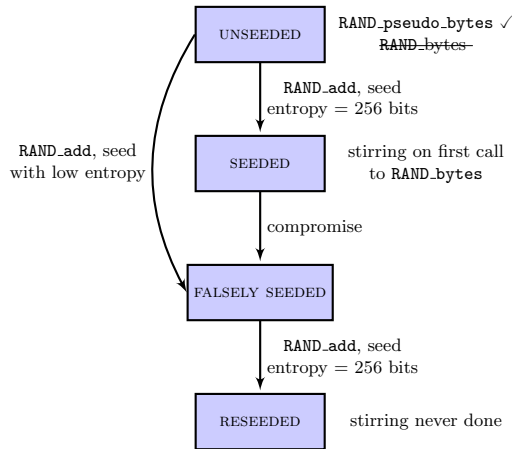 UNSEEDED
RAND_pseudo_bytes ✓
RAND_bytes
RAND_add, seed
entropy = 256 bits
RAND_add, seed
with low entropy
SEEDED
stirring on first call
to RAND_bytes
compromise
FALSELY SEEDED
RAND_add, seed
entropy = 256 bits
RESEEDED
stirring never done